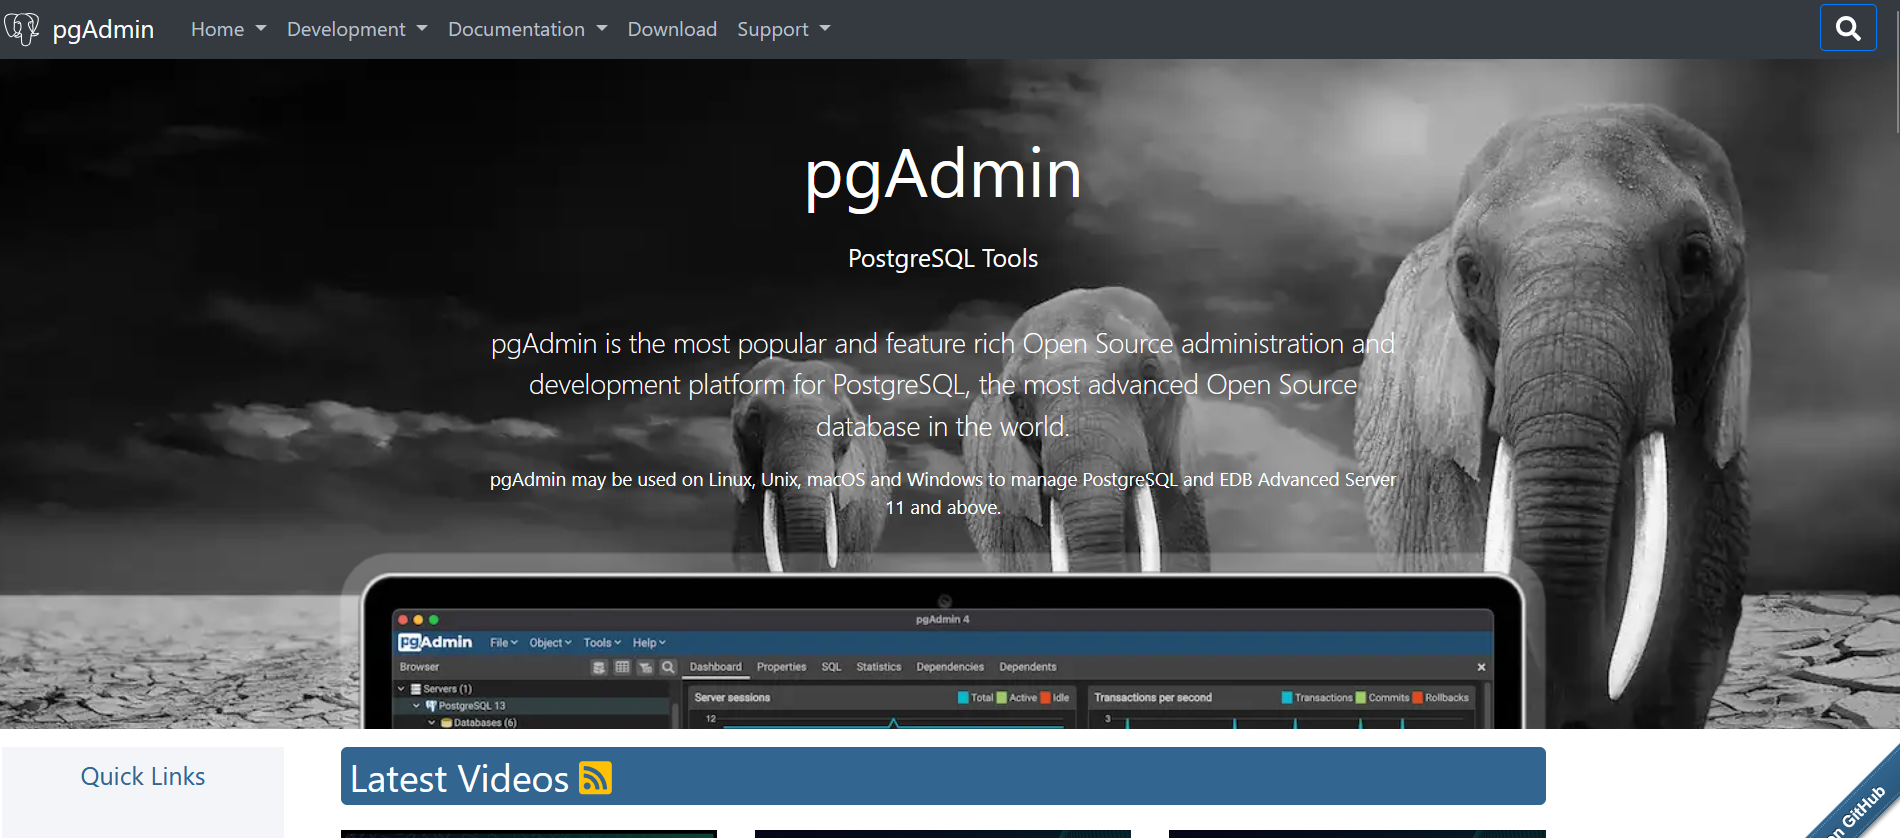 pgAdmin
Home
Development
Documentation
Download
Support
pgAdmin
PostgreSQL Tools
pgAdmin is the most popular and feature rich Open Source administration and
development platform for PostgreSQL, the most advanced Open Source
database in the world.
pgAdmin may be used on Linux, Unix, macOS and Windows to manage PostgreSQL and EDB Advanced Server
11 and above.
pgAdmin 4
pgAdmin File Object Tools Help
Browser
Dashboard Properties SQL Statistics Dependencies Dependents
Servers (1)
PostgreSQL 13
Databases (6)
Server sessions
Total Active Idle
12
Transactions per second
Transactions Commits Rollbacks
3
Quick Links
Latest Videos
on GitHub